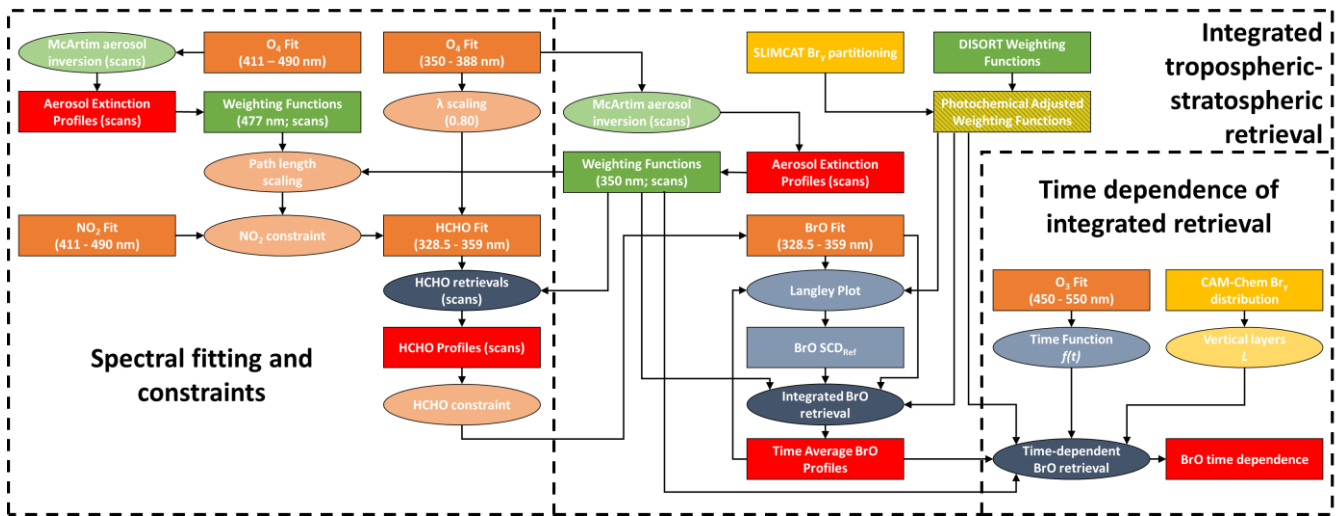 McArtim aerosol
inversion (scans)
O₄ Fit
(411 – 490 nm)
Aerosol Extinction
Profiles (scans)
Weighting Functions
(477 nm; scans)
Path length
scaling
NO₂ Fit
(411 - 490 nm)
NO₂ constraint
O₄ Fit
(350 - 388 nm)
λ scaling
(0.80)
HCHO Fit
(328.5 - 359 nm)
HCHO retrievals
(scans)
HCHO Profiles (scans)
HCHO constraint
Spectral fitting and
constraints
McArtim aerosol
inversion (scans)
Weighting Functions
(350 nm; scans)
SLIMCAT Brᵧ partitioning
DISORT Weighting
Functions
Photochemical Adjusted
Weighting Functions
Aerosol Extinction
Profiles (scans)
BrO Fit
(328.5 - 359 nm)
Langley Plot
BrO SCD_Ref
Integrated BrO
retrieval
Time Average BrO
Profiles
Integrated
tropospheric-
stratospheric
retrieval
Time dependence of
integrated retrieval
O₃ Fit
(450 - 550 nm)
CAM-Chem Brᵧ
distribution
Time Function
f(t)
Vertical layers
L
Time-dependent
BrO retrieval
BrO time dependence